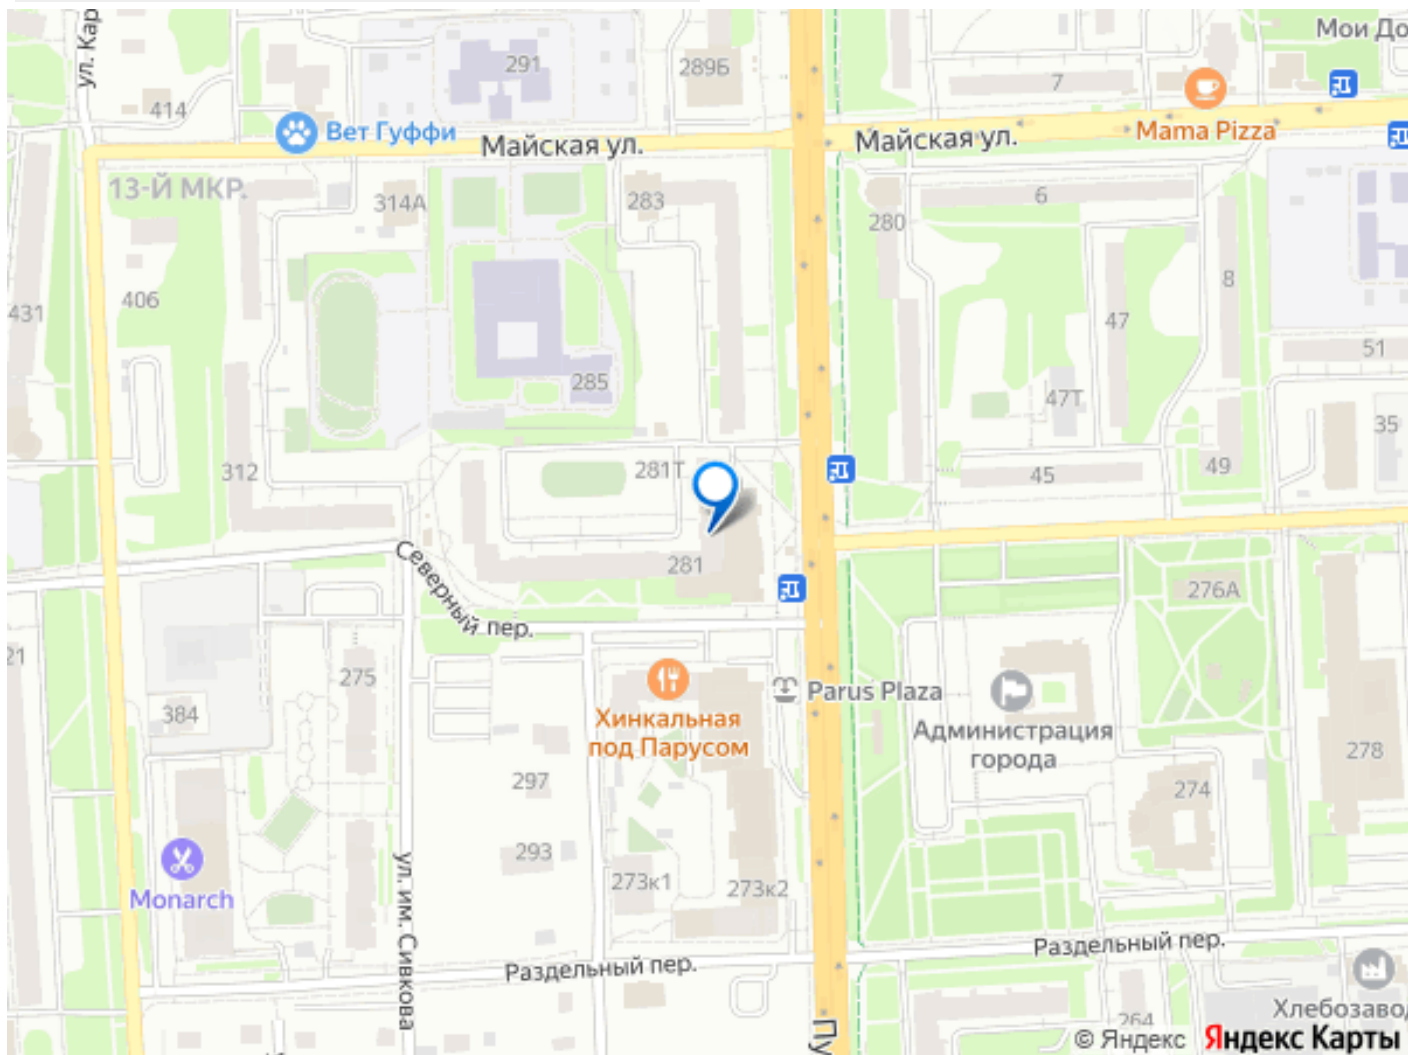 ул. Кар
291
289Б
Мои До
7
414
Вет Гуффи
Майская ул.
Майская ул.
Mama Pizza
13-Й МКР.
314А
283
280
6
8
406
431
47
51
285
47Т
35
312
281Т
45
49
281
Северный пер.
276А
21
275
384
Parus Plaza
Хинкальная
под Парусом
Администрация
города
278
297
274
293
273к1
273к2
Monarch
ул. им. Сивкова
Раздельный пер.
Раздельный пер.
Хлебозавод
264
Пу
© Яндекс
Яндекс Карты